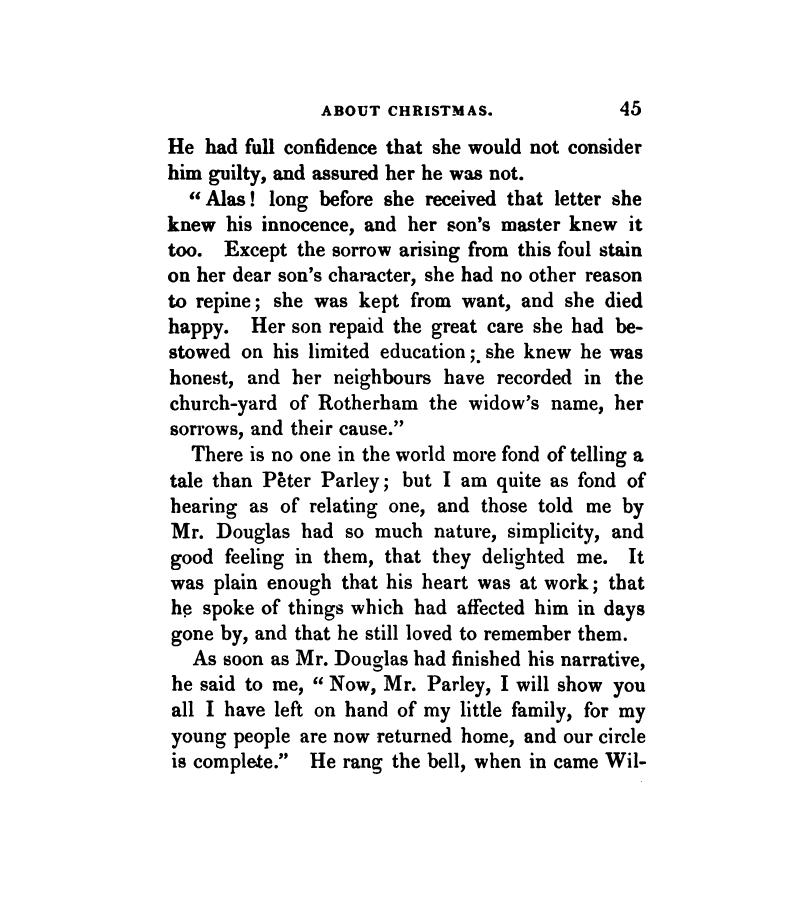 ABOUT CHRISTMAS. 45
He had full confidence that she would not consider
him guilty, and assured her he was not.
“ Alas ! long before she received that letter she
knew his innocence, and her son’s master knew it
too. Except the sorrow arising from this foul stain
on her dear son’s character, she had no other reason
to repine ; she was kept from want, and she died
happy. Her son repaid the great care she had be-
stowed on his limited education ; she knew he was
honest, and her neighbours have recorded in the
church-yard of Rotherham the widow’s name, her
sorrows, and their cause.”
There is no one in the world more fond of telling a
tale than Peter Parley ; but I am quite as fond of
hearing as of relating one, and those told me by
Mr. Douglas had so much nature, simplicity, and
good feeling in them, that they delighted me. It
was plain enough that his heart was at work ; that
he spoke of things which had affected him in days
gone by, and that he still loved to remember them.
As soon as Mr. Douglas had finished his narrative,
he said to me, “ Now, Mr. Parley, I will show you
all I have left on hand of my little family, for my
young people are now returned home, and our circle
is complete.” He rang the bell, when in came Wil-